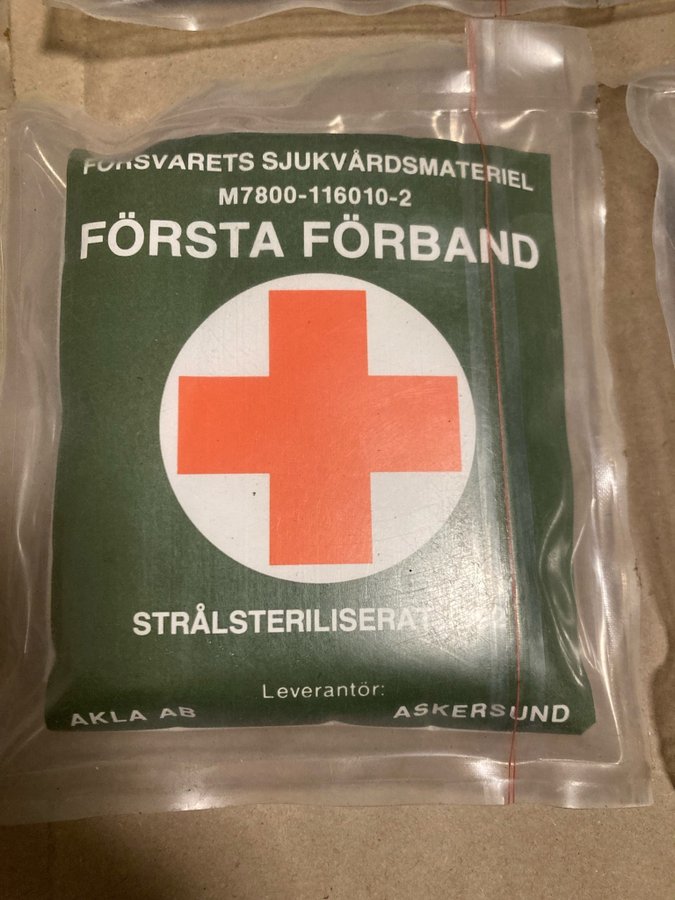 FÖRSVARETS SJUKVÅRDSMATERIEL
M7800-116010-2
FÖRSTA FÖRBAND
STRÅLSTERILISERAT
Leverantör:
AKLA AB ASKERSUND